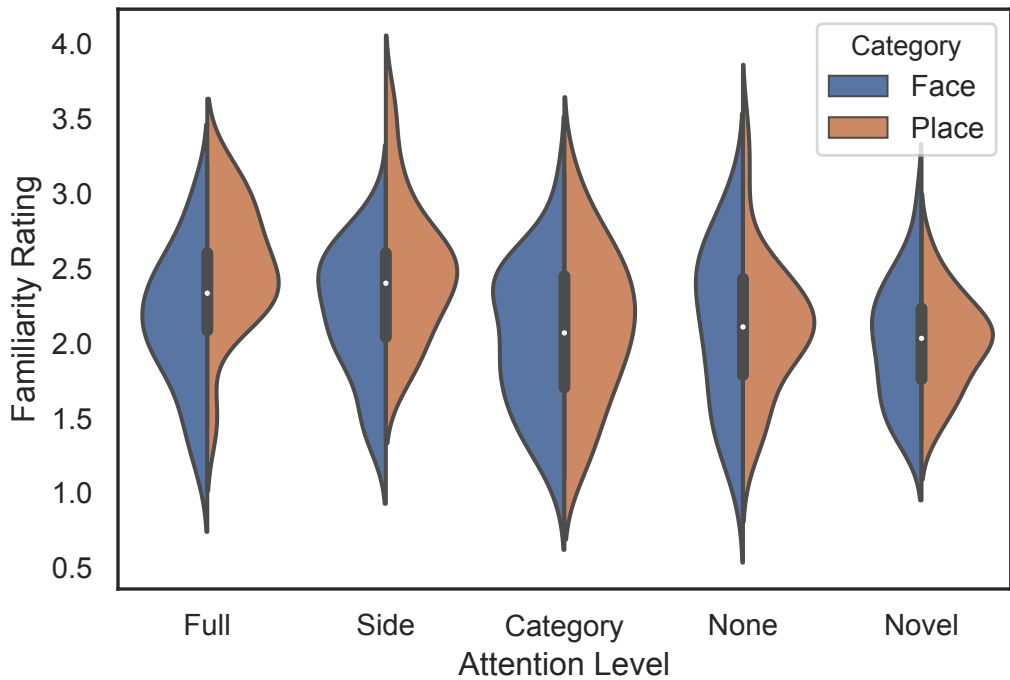 4.0
3.5
3.0
2.5
2.0
1.5
1.0
0.5
Familiarity Rating
Category
Face
Place
Full Side Category None Novel
Attention Level